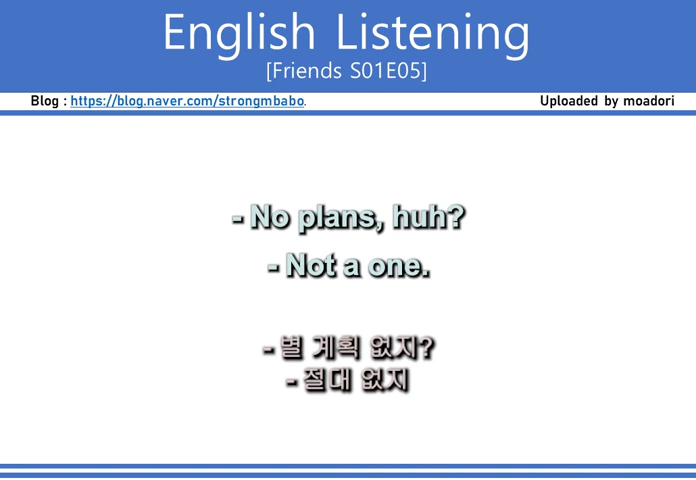 English Listening
[Friends S01E05]
Blog : https://blog.naver.com/strongmbabo. Uploaded by moadori
- No plans, huh?
- Not a one.
- 별 계획 없지?
- 절대 없지